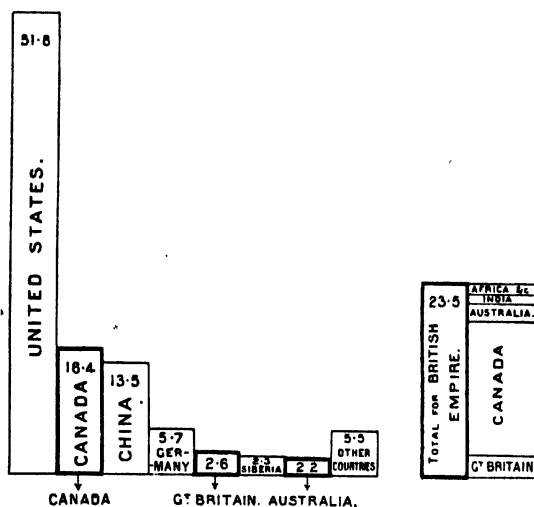 51·8
UNITED STATES.
16·4
CANADA
13·5
CHINA
5·7
GER-
-MANY
2·6
2·3
SIBERIA
2 2
5·5
OTHER
COUNTRIES
CANADA
GT BRITAIN. AUSTRALIA.
23·5
TOTAL FOR BRITISH
EMPIRE.
AFRICA &c
INDIA
AUSTRALIA.
CANADA
GT BRITAIN